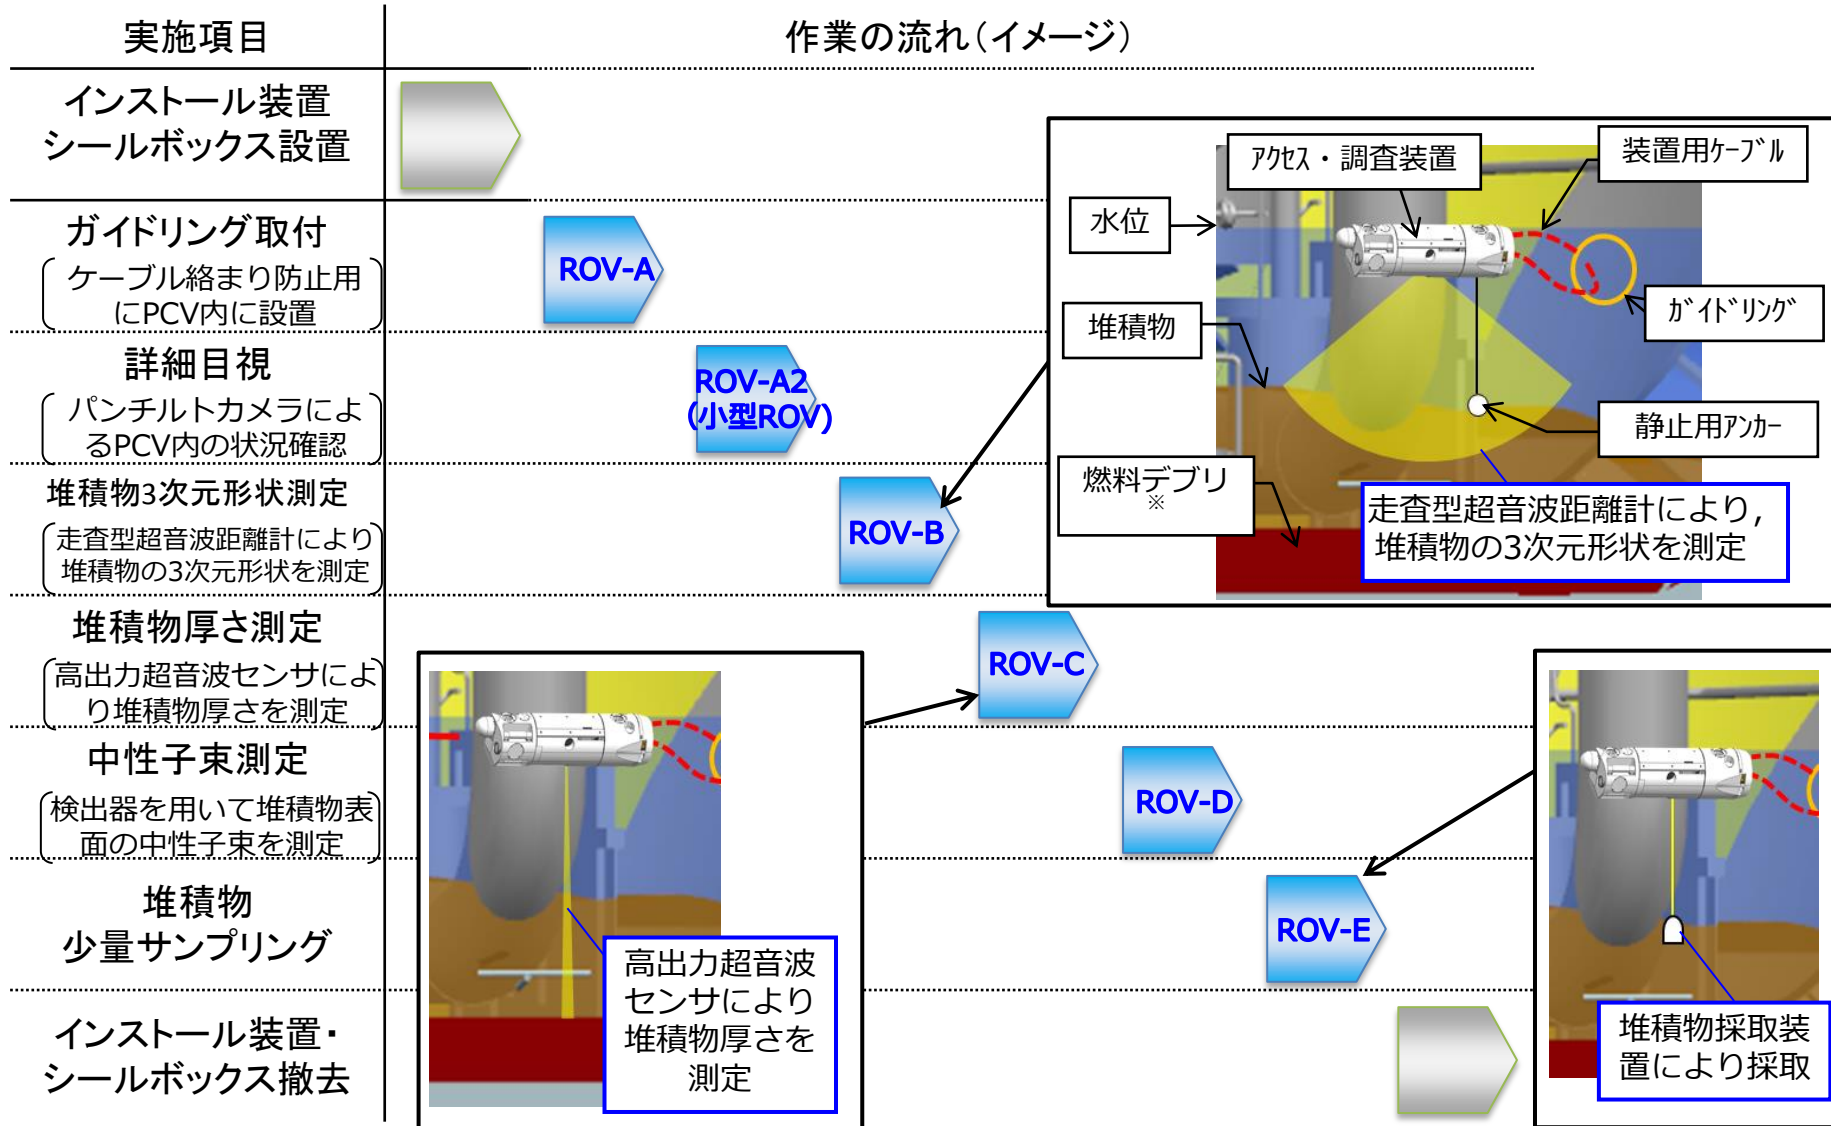 実施項目
作業の流れ(イメージ)
インストール装置
シールボックス設置
ガイドリング取付
ケーブル絡まり防止用
にPCV内に設置
ROV-A
詳細目視
パンチルトカメラによ
るPCV内の状況確認
ROV-A2
(小型ROV)
堆積物3次元形状測定
走査型超音波距離計により
堆積物の3次元形状を測定
ROV-B
アクセス・調査装置
装置用ケーブル
水位
ガイドリング
堆積物
静止用アンカー
燃料デブリ
※
走査型超音波距離計により,
堆積物の3次元形状を測定
堆積物厚さ測定
高出力超音波センサによ
り堆積物厚さを測定
ROV-C
中性子束測定
検出器を用いて堆積物表
面の中性子束を測定
ROV-D
堆積物
少量サンプリング
ROV-E
高出力超音波
センサにより
堆積物厚さを
測定
インストール装置・
シールボックス撤去
堆積物採取装
置により採取